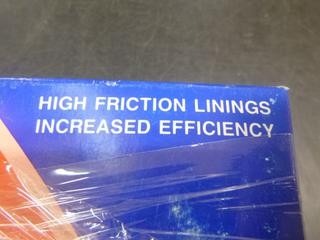 HIGH FRICTION LININGS
INCREASED EFFICIENCY